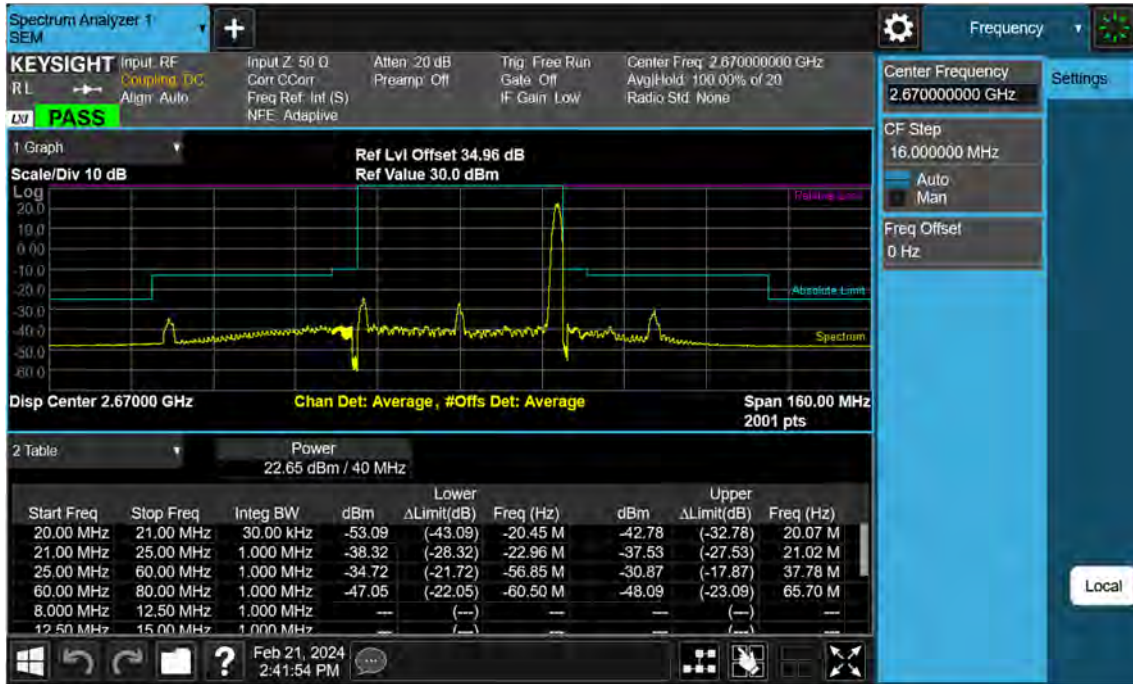 Spectrum Analyzer 1
SEM
+
Frequency
KEYSIGHT
RL
LXI PASS
Input: RF
Coupling: DC
Align: Auto
Input Z: 50 Ω
Corr CCorr
Freq Ref: Int (S)
NFE: Adaptive
Atten: 20 dB
Preamp: Off
Trig: Free Run
Gate: Off
IF Gain: Low
Center Freq: 2.670000000 GHz
Avg|Hold: 100.00% of 20
Radio Std: None
Center Frequency
2.670000000 GHz
Settings
CF Step
16.000000 MHz
Auto
Man
Freq Offset
0 Hz
Local
1 Graph
Scale/Div 10 dB
Ref Lvl Offset 34.96 dB
Ref Value 30.0 dBm
Log
20.0
10.0
0.00
-10.0
-20.0
-30.0
-40.0
-50.0
-60.0
Relative Limit
Absolute Limit
Spectrum
Disp Center 2.67000 GHz
Chan Det: Average, #Offs Det: Average
Span 160.00 MHz
2001 pts
2 Table
Power
22.65 dBm / 40 MHz
Lower Upper
Start Freq Stop Freq Integ BW dBm ΔLimit(dB) Freq (Hz) dBm ΔLimit(dB) Freq (Hz)
20.00 MHz 21.00 MHz 30.00 kHz -53.09 (-43.09) -20.45 M -42.78 (-32.78) 20.07 M
21.00 MHz 25.00 MHz 1.000 MHz -38.32 (-28.32) -22.96 M -37.53 (-27.53) 21.02 M
25.00 MHz 60.00 MHz 1.000 MHz -34.72 (-21.72) -56.85 M -30.87 (-17.87) 37.78 M
60.00 MHz 80.00 MHz 1.000 MHz -47.05 (-22.05) -60.50 M -48.09 (-23.09) 65.70 M
8.000 MHz 12.50 MHz 1.000 MHz --- (---) --- --- (---) ---
12.50 MHz 15.00 MHz 1.000 MHz --- (---) --- --- (---) ---
?
Feb 21, 2024
2:41:54 PM